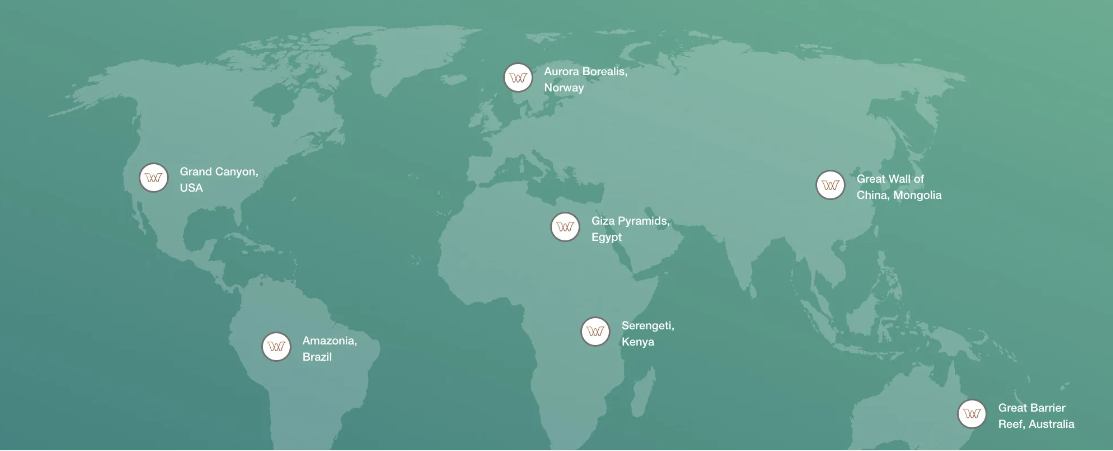 Aurora Borealis,
Norway
Grand Canyon,
USA
Great Wall of
China, Mongolia
Giza Pyramids,
Egypt
Serengeti,
Kenya
Amazonia,
Brazil
Great Barrier
Reef, Australia